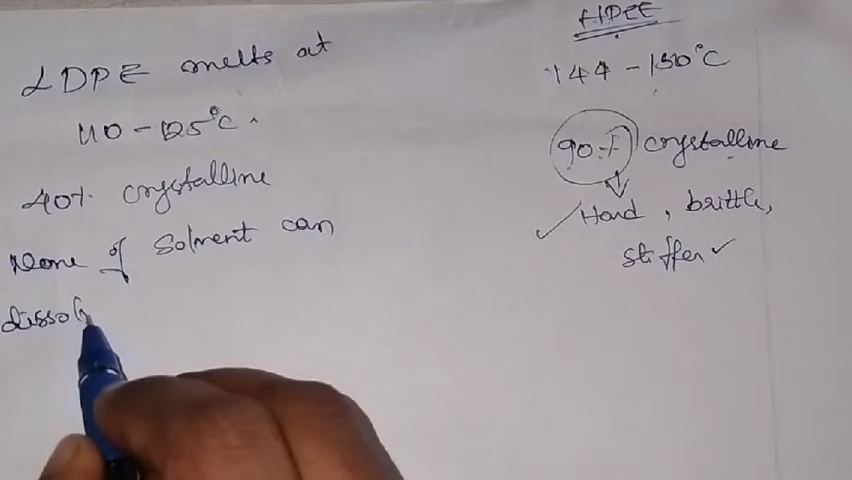 LDPE melts at
110 - 125°C.
40% crystalline
None of solvent can
dissol
HDPE
144 - 150°C
90% crystalline
Hard, brittle,
stiffer